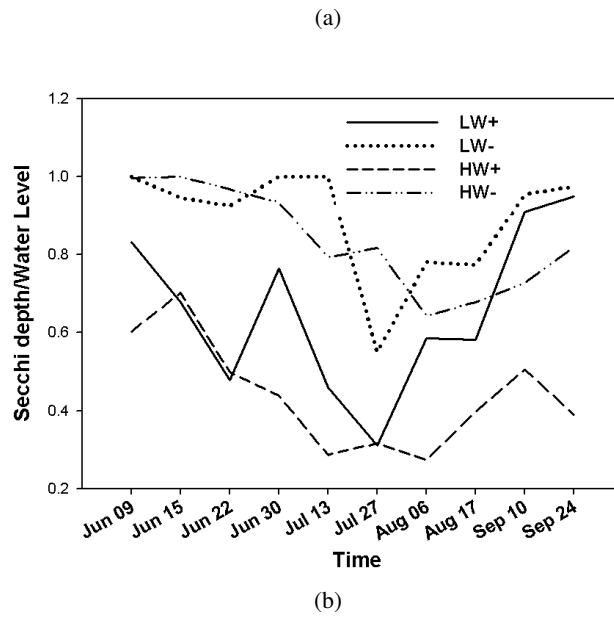 (a)
1.2
1.0
0.8
0.6
0.4
0.2
Secchi depth/Water Level
LW+
LW-
HW+
HW-
Jun 09
Jun 15
Jun 22
Jun 30
Jul 13
Jul 27
Aug 06
Aug 17
Sep 10
Sep 24
Time
(b)